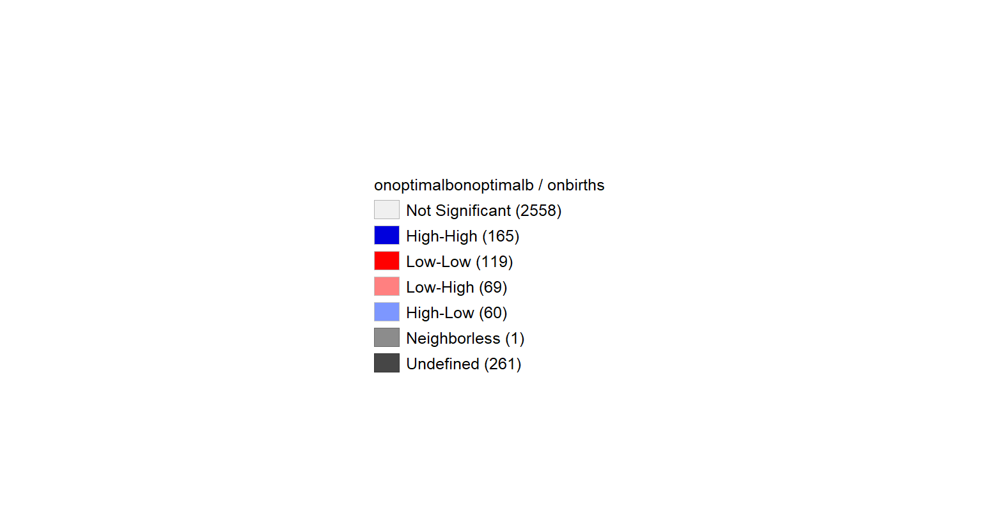 onoptimalbonoptimalb / onbirths
Not Significant (2558)
High-High (165)
Low-Low (119)
Low-High (69)
High-Low (60)
Neighborless (1)
Undefined (261)